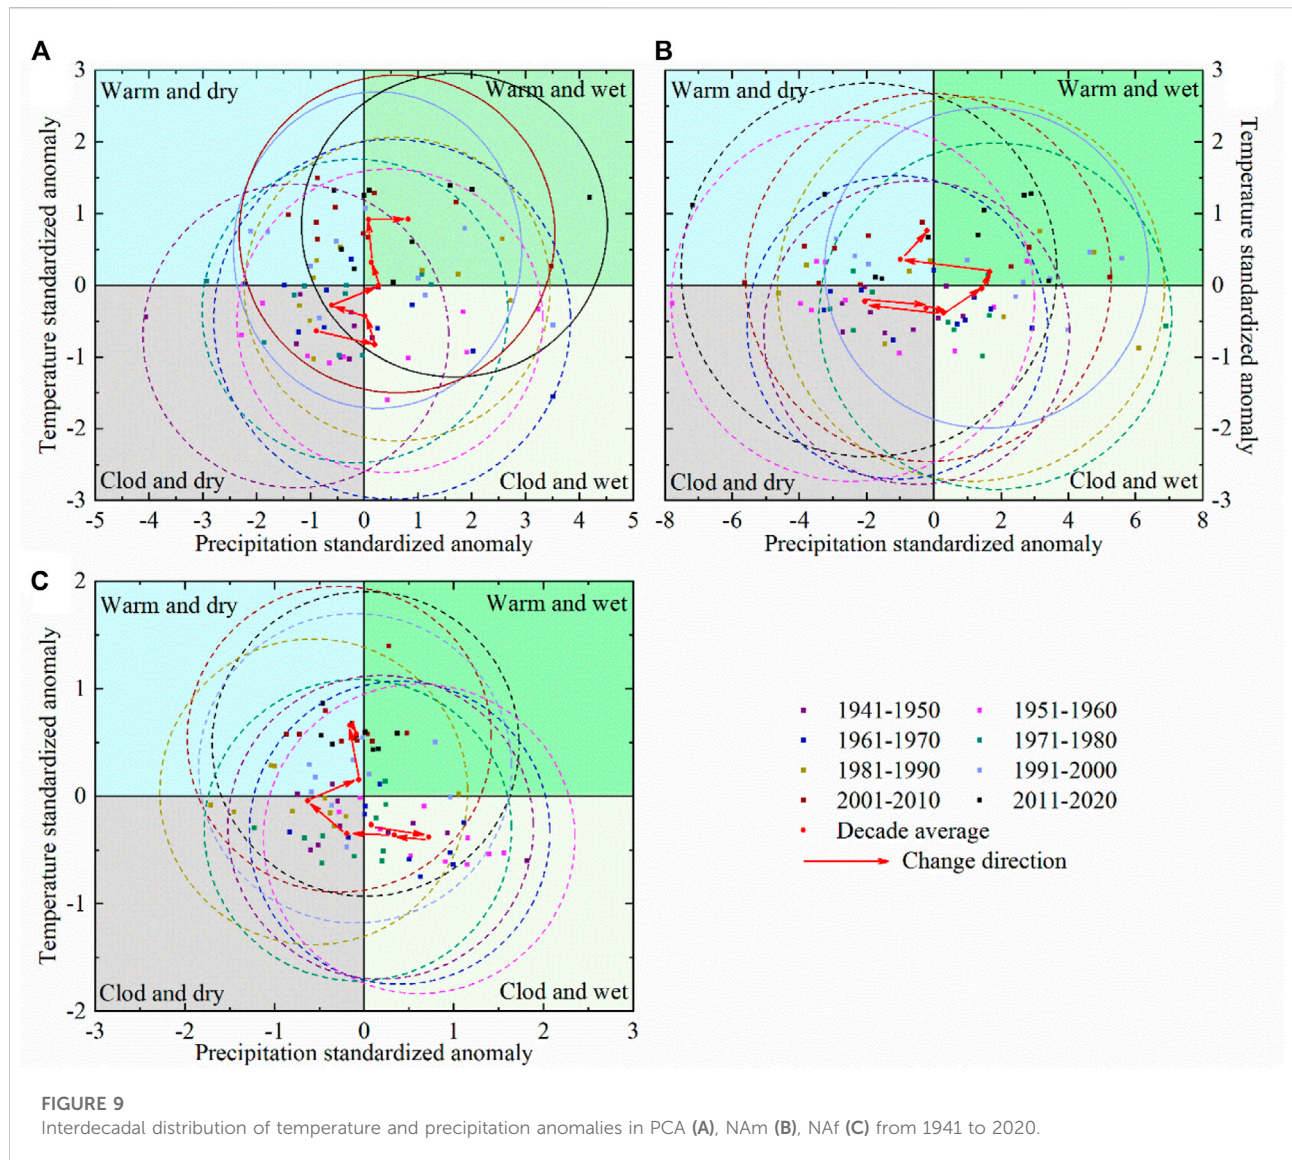 A
B
3
2
1
0
-1
-2
-3
Temperature standardized anomaly
Warm and dry
Warm and wet
Clod and dry
Clod and wet
-5 -4 -3 -2 -1 0 1 2 3 4 5
Precipitation standardized anomaly
Warm and dry
Warm and wet
Clod and dry
Clod and wet
3
2
1
0
-1
-2
-3
Temperature standardized anomaly
-8 -6 -4 -2 0 2 4 6 8
Precipitation standardized anomaly
C
2
1
0
-1
-2
Temperature standardized anomaly
Warm and dry
Warm and wet
Clod and dry
Clod and wet
-3 -2 -1 0 1 2 3
Precipitation standardized anomaly
1941-1950 1951-1960
1961-1970 1971-1980
1981-1990 1991-2000
2001-2010 2011-2020
Decade average
Change direction
FIGURE 9
Interdecadal distribution of temperature and precipitation anomalies in PCA (A), NAm (B), NAf (C) from 1941 to 2020.